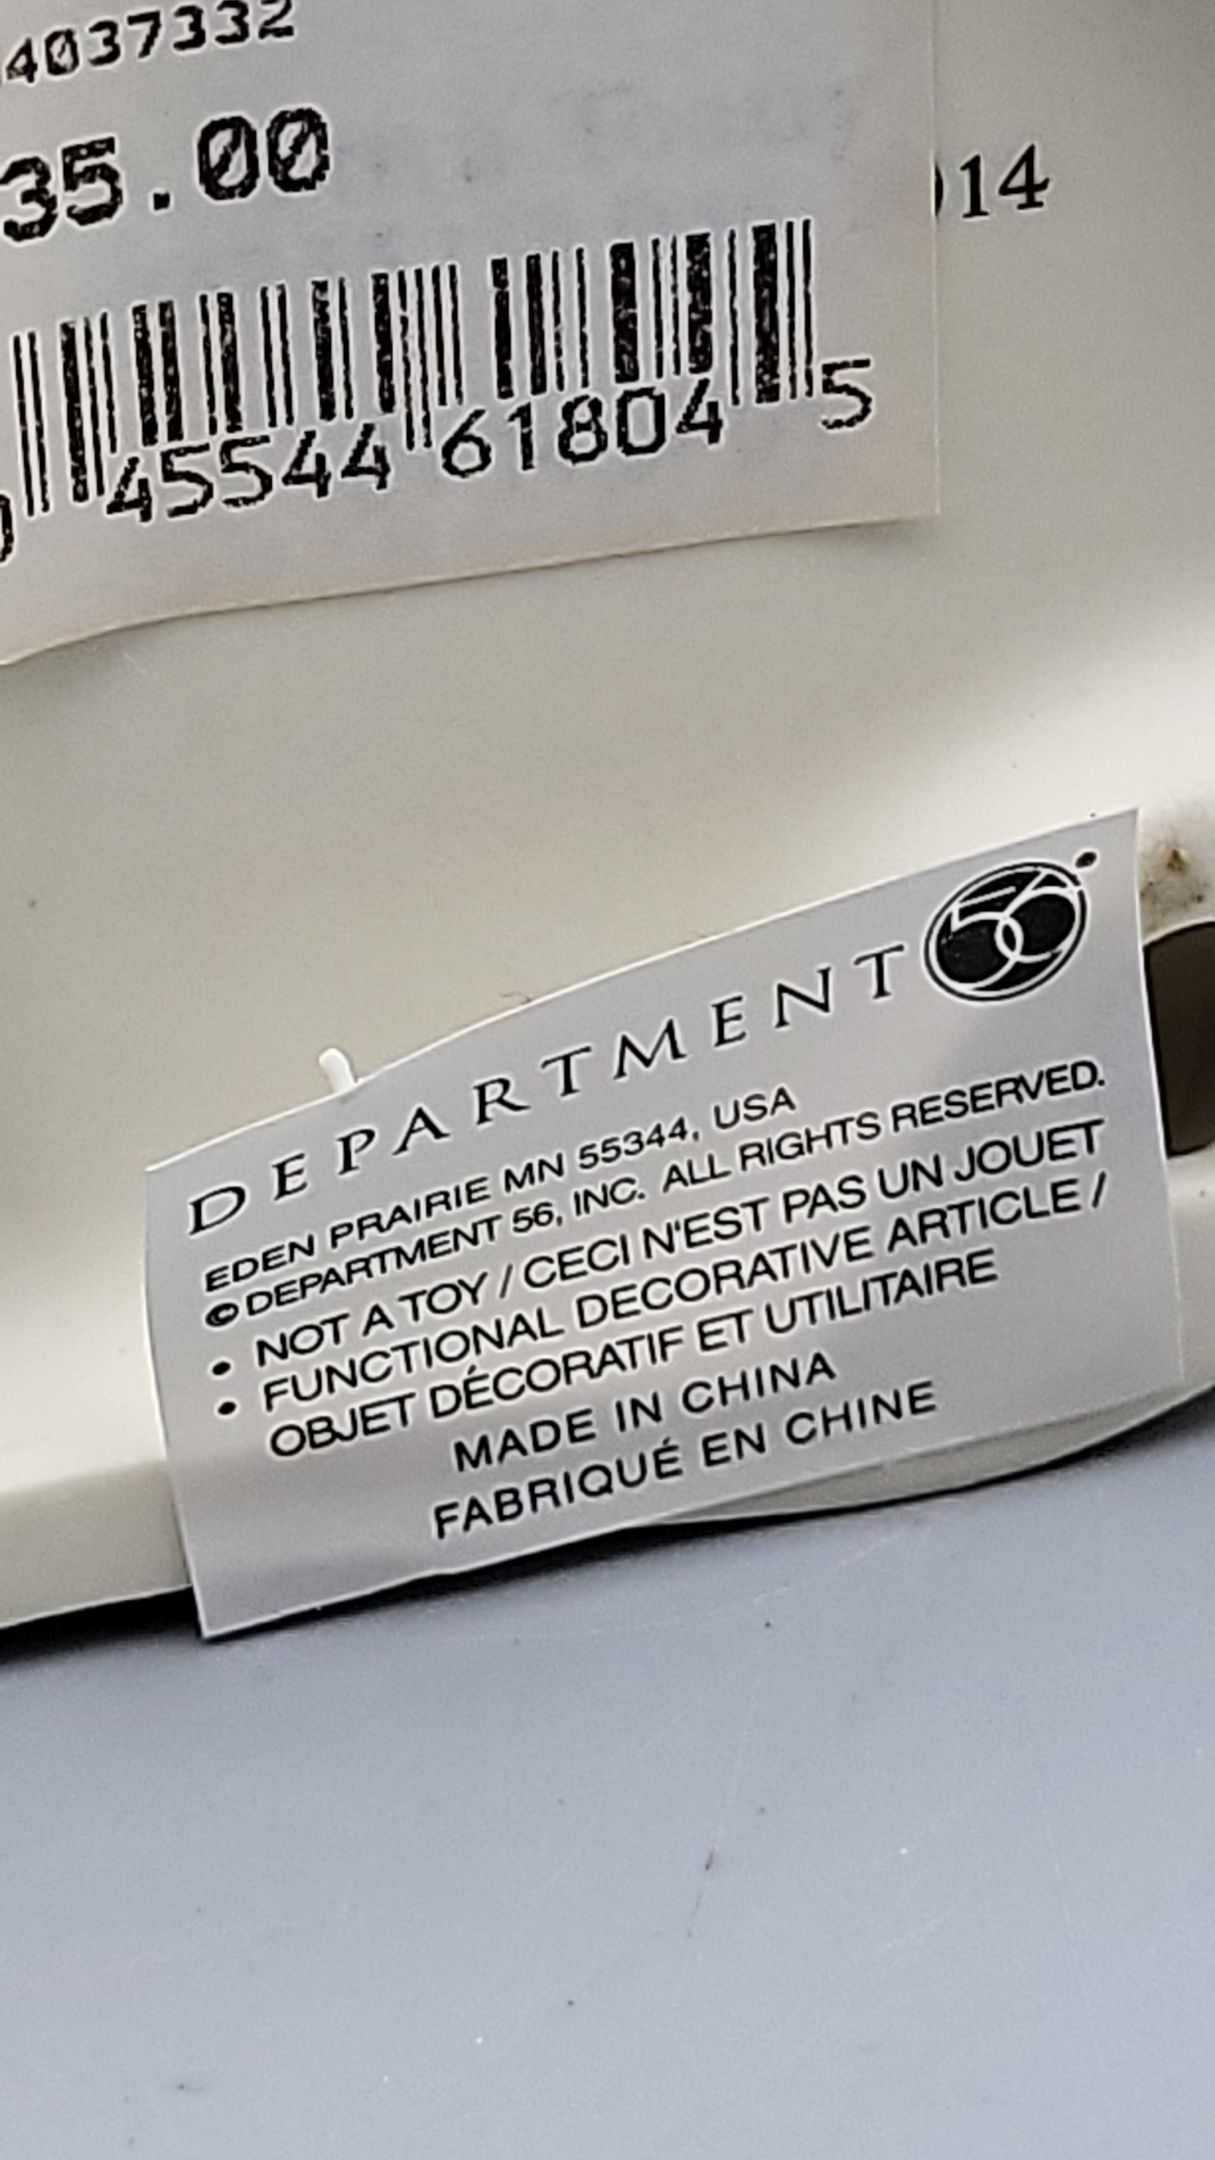 4037332
35.00
14
45544 61804 5
DEPARTMENT 56
EDEN PRAIRIE MN 55344, USA
©DEPARTMENT 56, INC. ALL RIGHTS RESERVED.
• NOT A TOY / CECI N'EST PAS UN JOUET
• FUNCTIONAL DECORATIVE ARTICLE /
OBJET DÉCORATIF ET UTILITAIRE
MADE IN CHINA
FABRIQUÉ EN CHINE